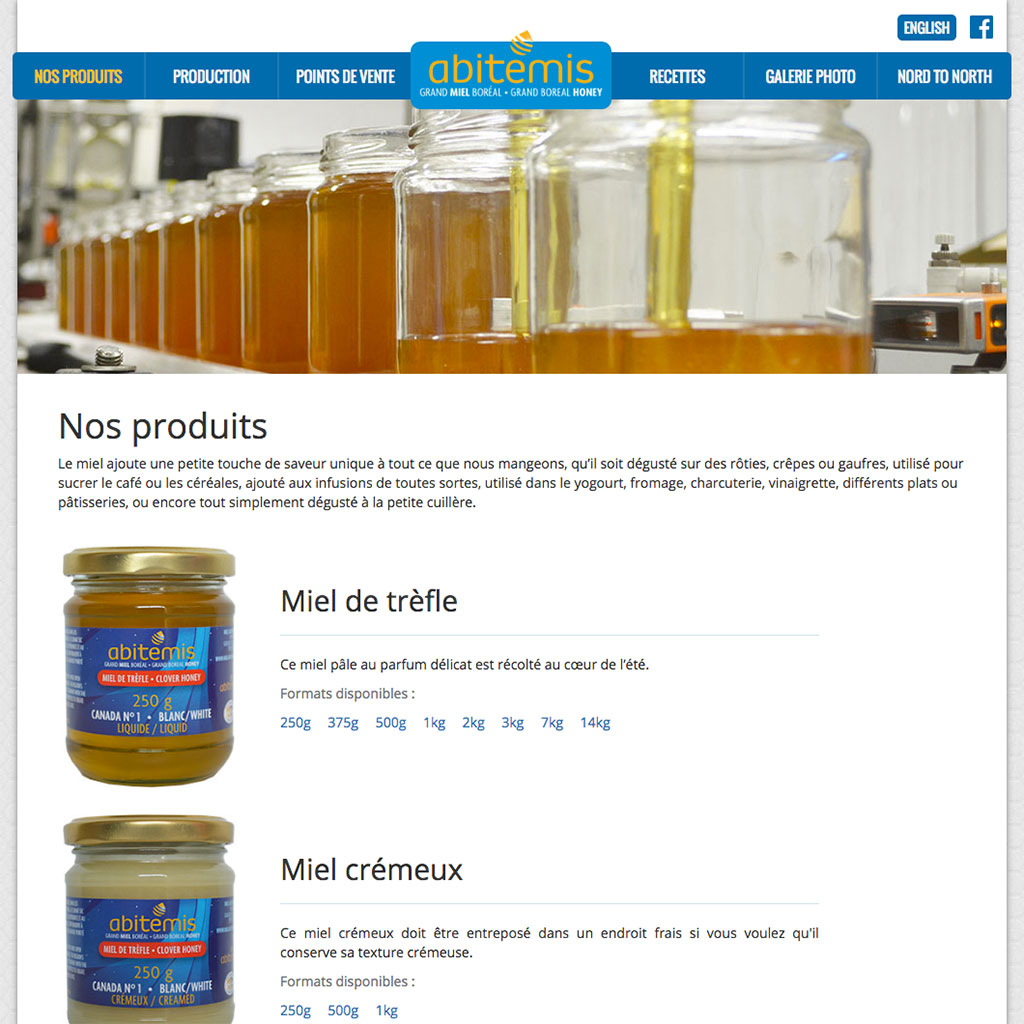 ENGLISH
NOS PRODUITS
PRODUCTION
POINTS DE VENTE
abitemis
GRAND MIEL BORÉAL • GRAND BOREAL HONEY
RECETTES
GALERIE PHOTO
NORD TO NORTH
Nos produits
Le miel ajoute une petite touche de saveur unique à tout ce que nous mangeons, qu'il soit dégusté sur des rôties, crêpes ou gaufres, utilisé pour
sucrer le café ou les céréales, ajouté aux infusions de toutes sortes, utilisé dans le yogourt, fromage, charcuterie, vinaigrette, différents plats ou
pâtisseries, ou encore tout simplement dégusté à la petite cuillère.
abitemis
GRAND MIEL BORÉAL • GRAND BOREAL HONEY
MIEL DE TRÈFLE • CLOVER HONEY
250 g
CANADA Nº 1 • BLANC/WHITE
LIQUIDE / LIQUID
Miel de trèfle
Ce miel pâle au parfum délicat est récolté au cœur de l'été.
Formats disponibles :
250g 375g 500g 1kg 2kg 3kg 7kg 14kg
abitemis
GRAND MIEL BORÉAL • GRAND BOREAL HONEY
MIEL DE TRÈFLE • CLOVER HONEY
250 g
CANADA Nº 1 • BLANC/WHITE
CRÉMEUX / CREAMED
Miel crémeux
Ce miel crémeux doit être entreposé dans un endroit frais si vous voulez qu'il
conserve sa texture crémeuse.
Formats disponibles :
250g 500g 1kg